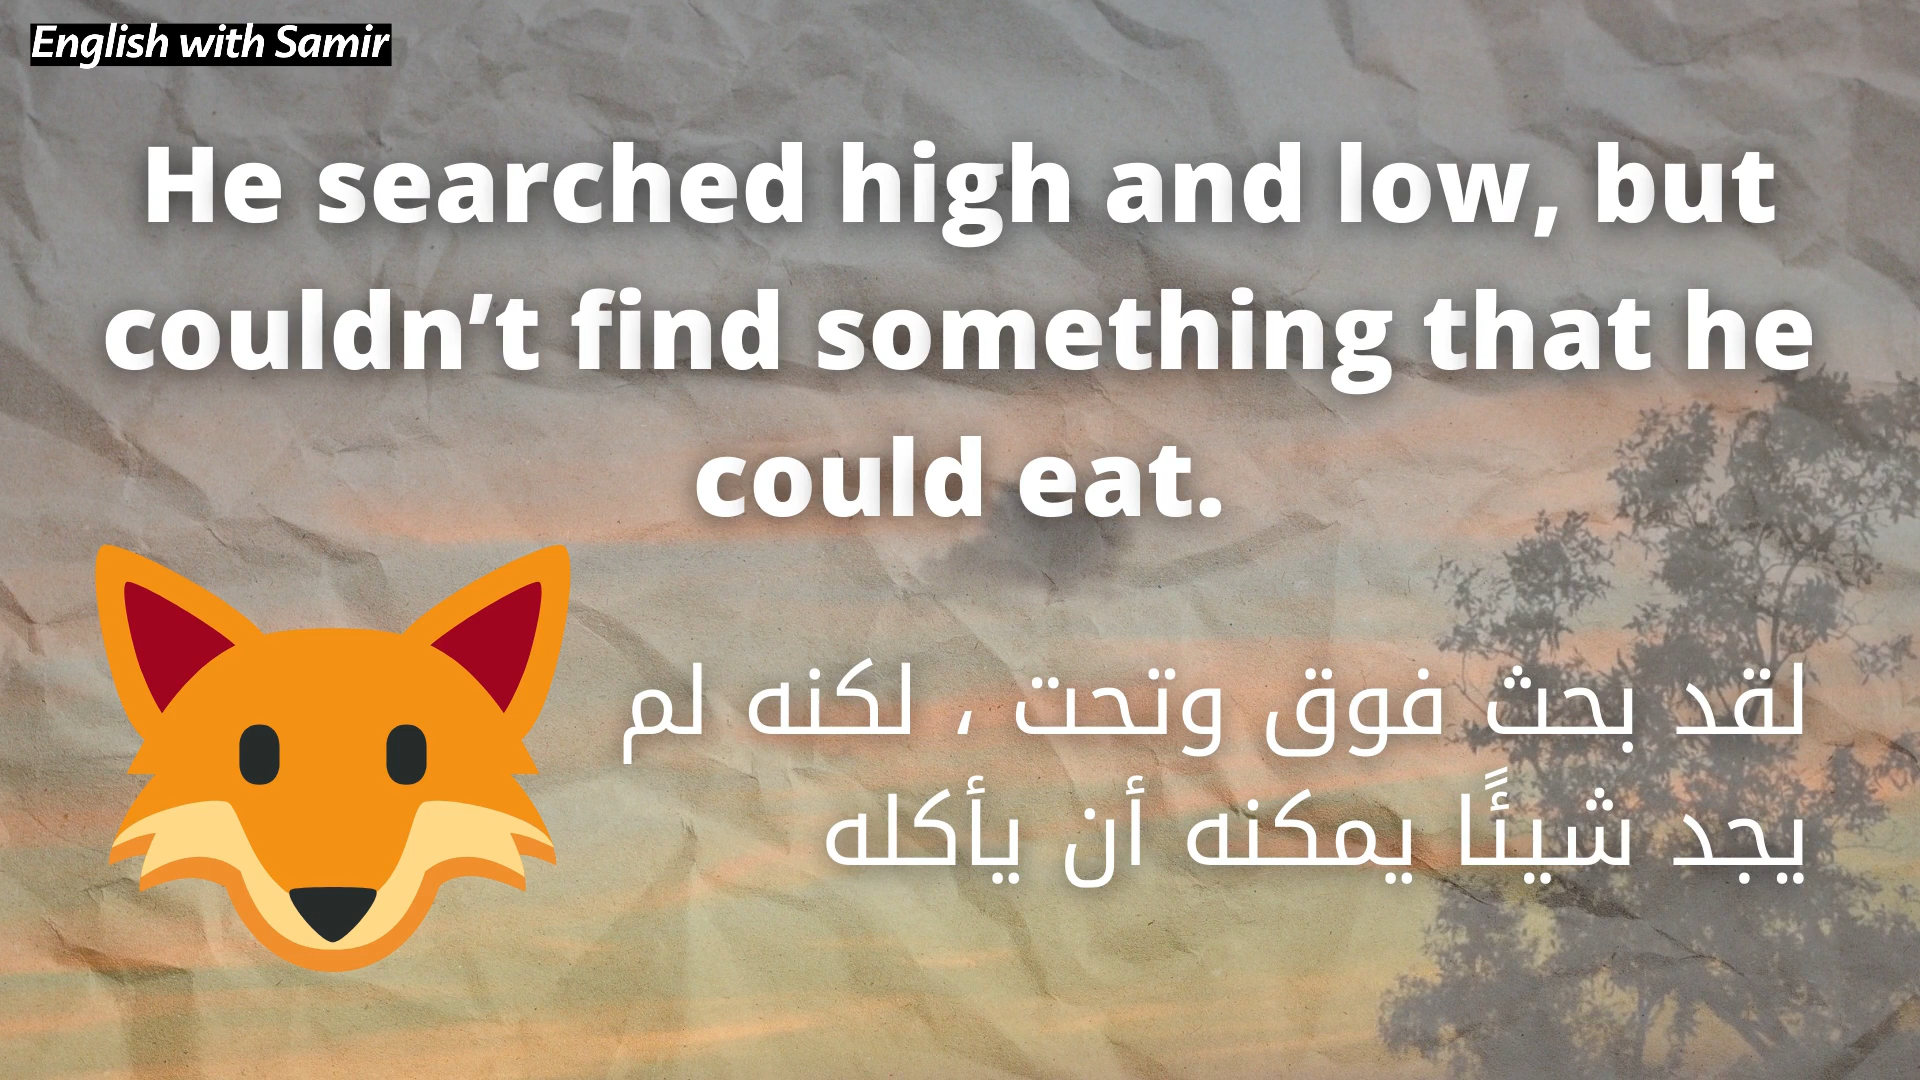 English with Samir
He searched high and low, but
couldn’t find something that he
could eat.
لقد بحث فوق وتحت ، لكنه لم
يجد شيئًا يمكنه أن يأكله